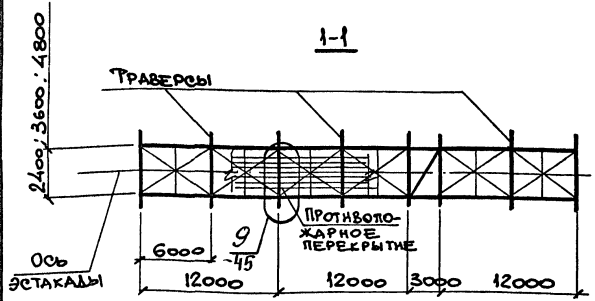 1-1
ТРАВЕРСЫ
2400; 3600; 4800
ПРОТИВОПО-
ЖАРНОЕ
ПЕРЕКРЫТИЕ
9
45
ОСЬ
ЭСТАКАДЫ
6000
12000
12000
3000
12000